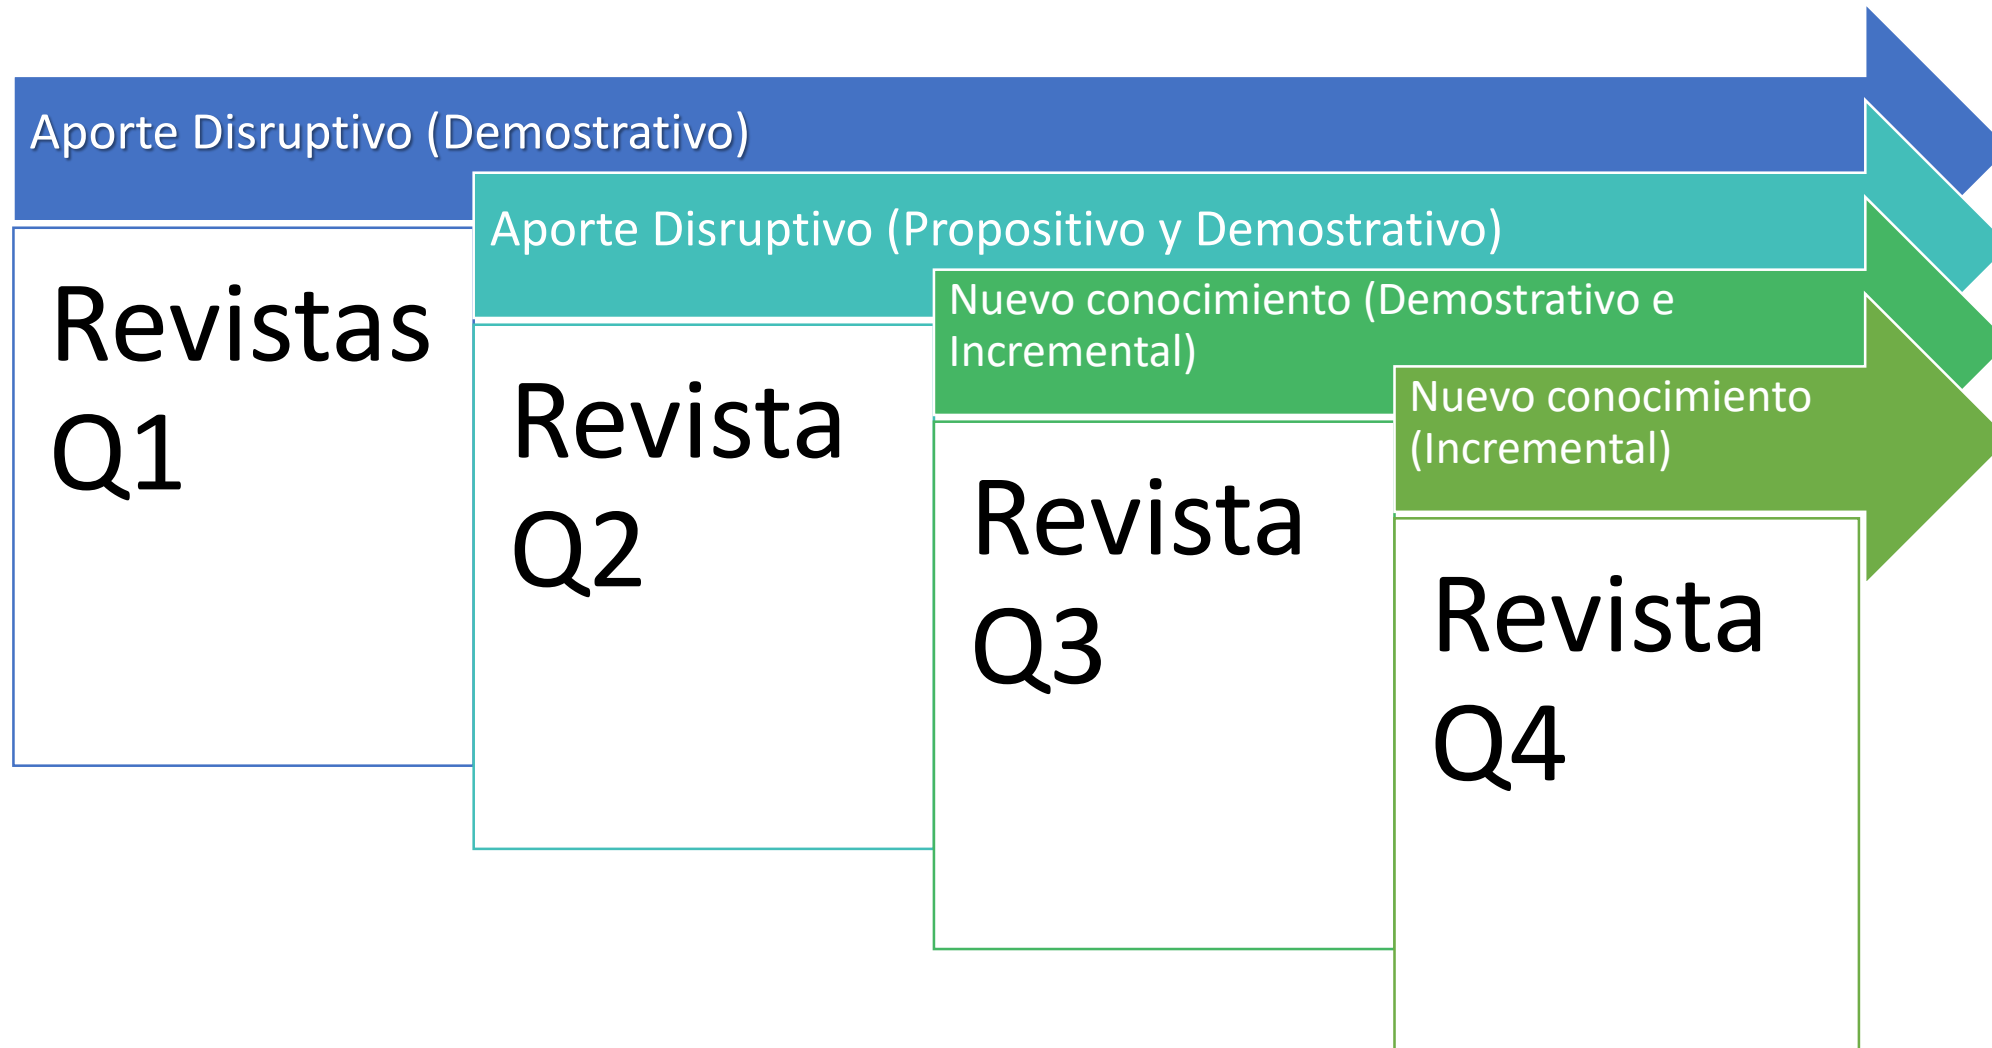 Aporte Disruptivo (Demostrativo)
Revistas
Q1
Aporte Disruptivo (Propositivo y Demostrativo)
Revista
Q2
Nuevo conocimiento (Demostrativo e
Incremental)
Revista
Q3
Nuevo conocimiento
(Incremental)
Revista
Q4